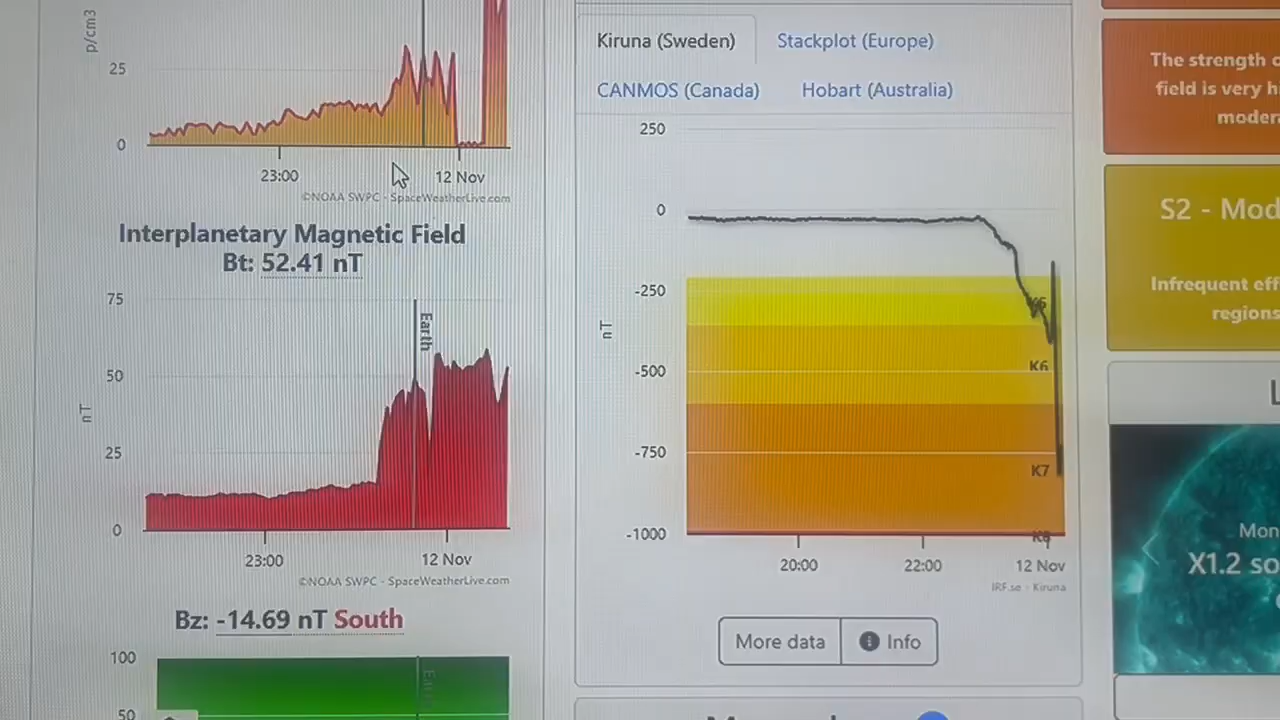 p/cm3
25
0
23:00
12 Nov
©NOAA SWPC - SpaceWeatherLive.com
Interplanetary Magnetic Field
Bt: 52.41 nT
75
50
25
0
nT
Earth
23:00
12 Nov
©NOAA SWPC - SpaceWeatherLive.com
Bz: -14.69 nT South
100
50
Kiruna (Sweden)
Stackplot (Europe)
CANMOS (Canada)
Hobart (Australia)
250
0
-250
-500
-750
-1000
nT
K5
K6
K7
K8
20:00
22:00
12 Nov
IRF.se - Kiruna
More data
Info
The strength
field is very
S2 - Mod
Infrequent
regions
Mon
X1.2